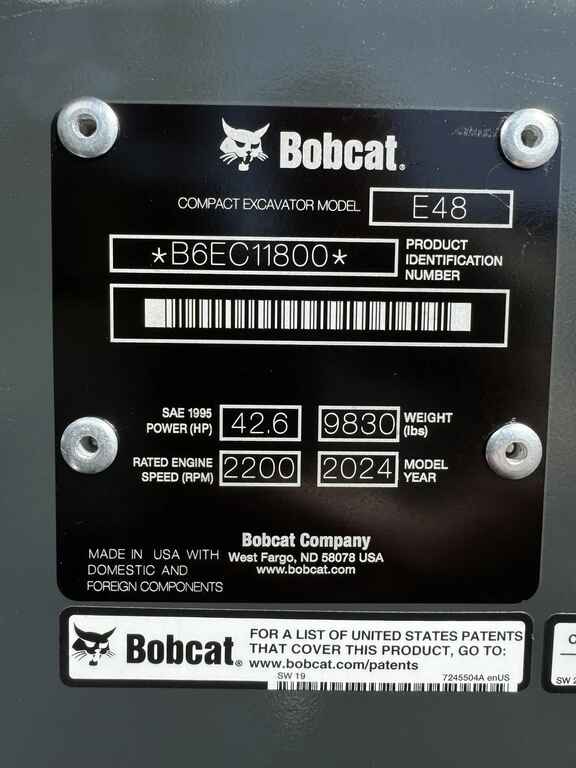 Bobcat®
COMPACT EXCAVATOR MODEL E48
*B6EC11800* PRODUCT IDENTIFICATION NUMBER
SAE 1995 POWER (HP) 42.6 9830 WEIGHT (lbs)
RATED ENGINE SPEED (RPM) 2200 2024 MODEL YEAR
Bobcat Company
West Fargo, ND 58078 USA
www.bobcat.com
MADE IN USA WITH
DOMESTIC AND
FOREIGN COMPONENTS
Bobcat®
FOR A LIST OF UNITED STATES PATENTS
THAT COVER THIS PRODUCT, GO TO:
www.bobcat.com/patents
SW 19 7245504A enUS